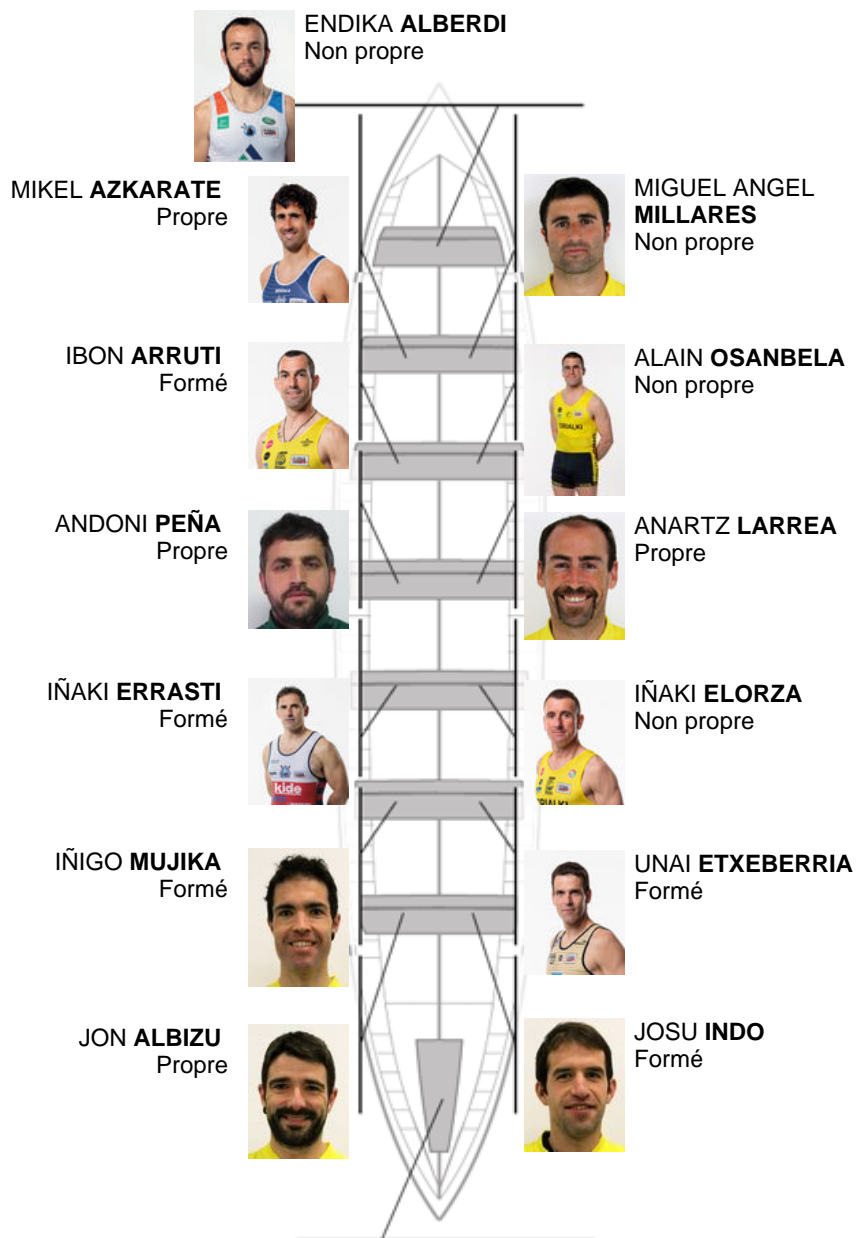 ENDIKA ALBERDI
Non propre
MIKEL AZKARATE
Propre
MIGUEL ANGEL
MILLARES
Non propre
IBON ARRUTI
Formé
ALAIN OSANBELA
Non propre
ANDONI PEÑA
Propre
ANARTZ LARREA
Propre
IÑAKI ERRASTI
Formé
IÑAKI ELORZA
Non propre
kide
IÑIGO MUJIKA
Formé
UNAI ETXEBERRIA
Formé
JON ALBIZU
Propre
JOSU INDO
Formé